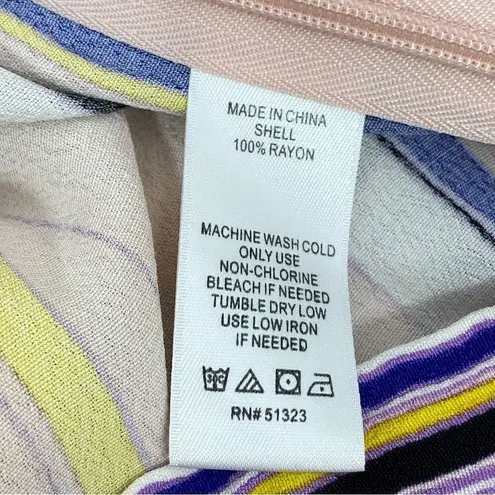 MADE IN CHINA
SHELL
100% RAYON
MACHINE WASH COLD
ONLY USE
NON-CHLORINE
BLEACH IF NEEDED
TUMBLE DRY LOW
USE LOW IRON
IF NEEDED
30C
RN# 51323